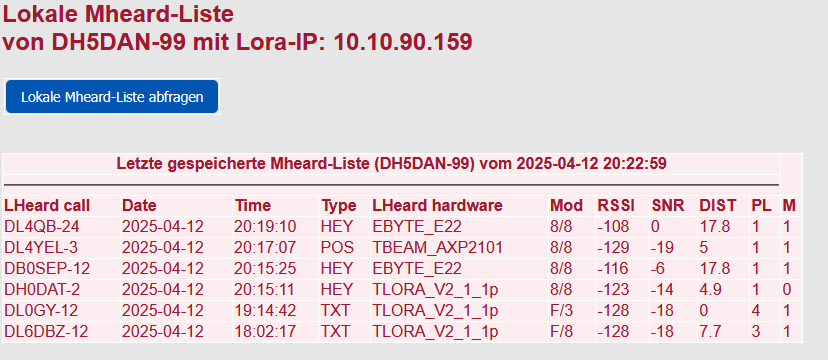 Lokale Mheard-Liste
von DH5DAN-99 mit Lora-IP: 10.10.90.159
Lokale Mheard-Liste abfragen
Letzte gespeicherte Mheard-Liste (DH5DAN-99) vom 2025-04-12 20:22:59
LHeard call Date Time Type LHeard hardware Mod RSSI SNR DIST PL M
DL4QB-24 2025-04-12 20:19:10 HEY EBYTE_E22 8/8 -108 0 17.8 1 1
DL4YEL-3 2025-04-12 20:17:07 POS TBEAM_AXP2101 8/8 -129 -19 5 1 1
DB0SEP-12 2025-04-12 20:15:25 HEY EBYTE_E22 8/8 -116 -6 17.8 1 1
DH0DAT-2 2025-04-12 20:15:11 HEY TLORA_V2_1_1p 8/8 -123 -14 4.9 1 0
DL0GY-12 2025-04-12 19:14:42 TXT TLORA_V2_1_1p F/3 -128 -18 0 4 1
DL6DBZ-12 2025-04-12 18:02:17 TXT TLORA_V2_1_1p F/8 -128 -18 7.7 3 1